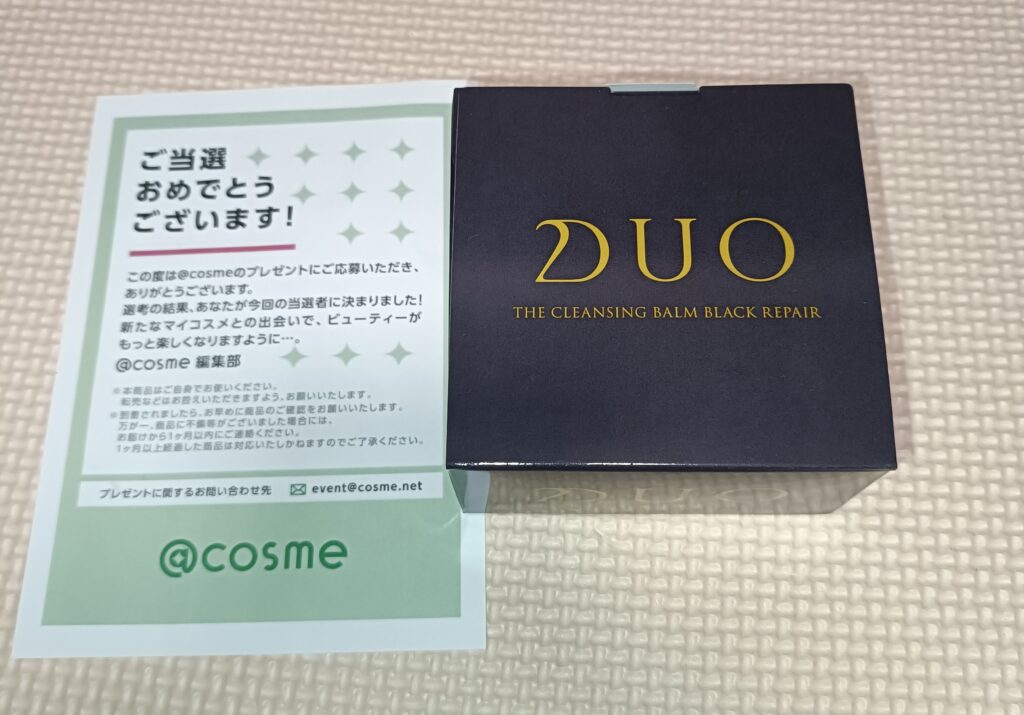 ご当選
おめでとう
ございます!
この度は@cosmeのプレゼントにご応募いただき、
ありがとうございます。
選考の結果、あなたが今回の当選者に決まりました!
新たなマイコスメとの出会いで、ビューティーが
もっと楽しくなりますように…。
@cosme 編集部
※本商品はご自身でお使いください。
転売などはお控えいただきますよう、お願いいたします。
※到着されましたら、お早めに商品のご確認をお願いいたします。
万が一、商品に不備等がございました場合には、
お届けから1ヶ月以内にご連絡ください。
1ヶ月以上経過した商品は対応いたしかねますのでご了承ください。
プレゼントに関するお問い合わせ先 event@cosme.net
@cosme
DUO
THE CLEANSING BALM BLACK REPAIR
DUO